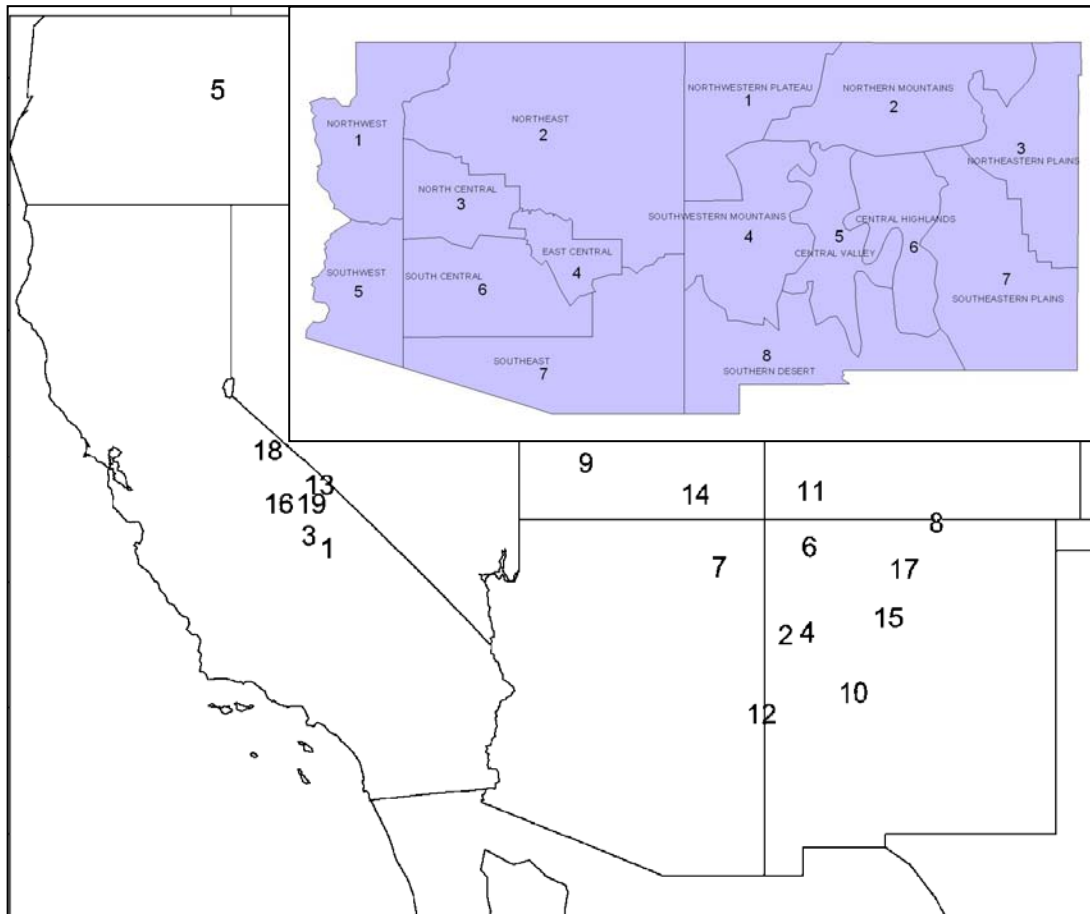 5
NORTHWESTERN PLATEAU
1
NORTHERN MOUNTAINS
2
NORTHWEST
1
NORTHEAST
2
3
NORTHEASTERN PLAINS
NORTH CENTRAL
3
SOUTHWESTERN MOUNTAINS
4
CENTRAL HIGHLANDS
6
5
CENTRAL VALLEY
EAST CENTRAL
4
SOUTHWEST
5
SOUTH CENTRAL
6
7
SOUTHEASTERN PLAINS
SOUTHEAST
7
8
SOUTHERN DESERT
18
9
13
14
11
16 19
8
3
1
6
7
17
15
2 4
10
12